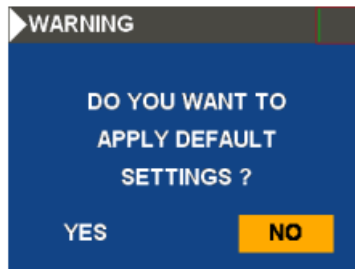 WARNING
DO YOU WANT TO
APPLY DEFAULT
SETTINGS ?
YES NO